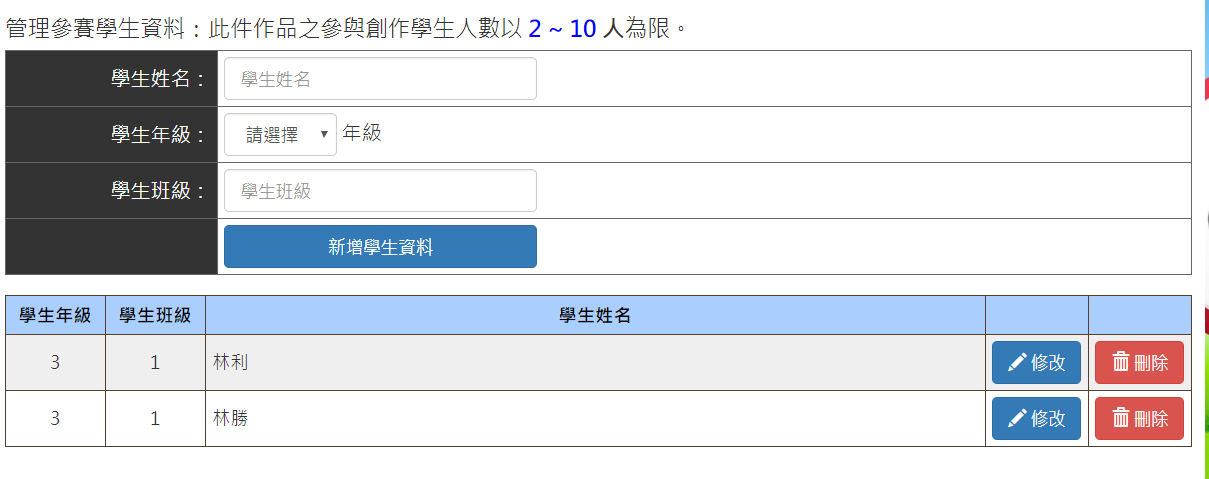 管理參賽學生資料：此件作品之參與創作學生人數以 2 ~ 10 人為限。
學生姓名： 學生姓名
學生年級： 請選擇 年級
學生班級： 學生班級
新增學生資料
學生年級 學生班級 學生姓名
3 1 林利 修改 刪除
3 1 林勝 修改 刪除